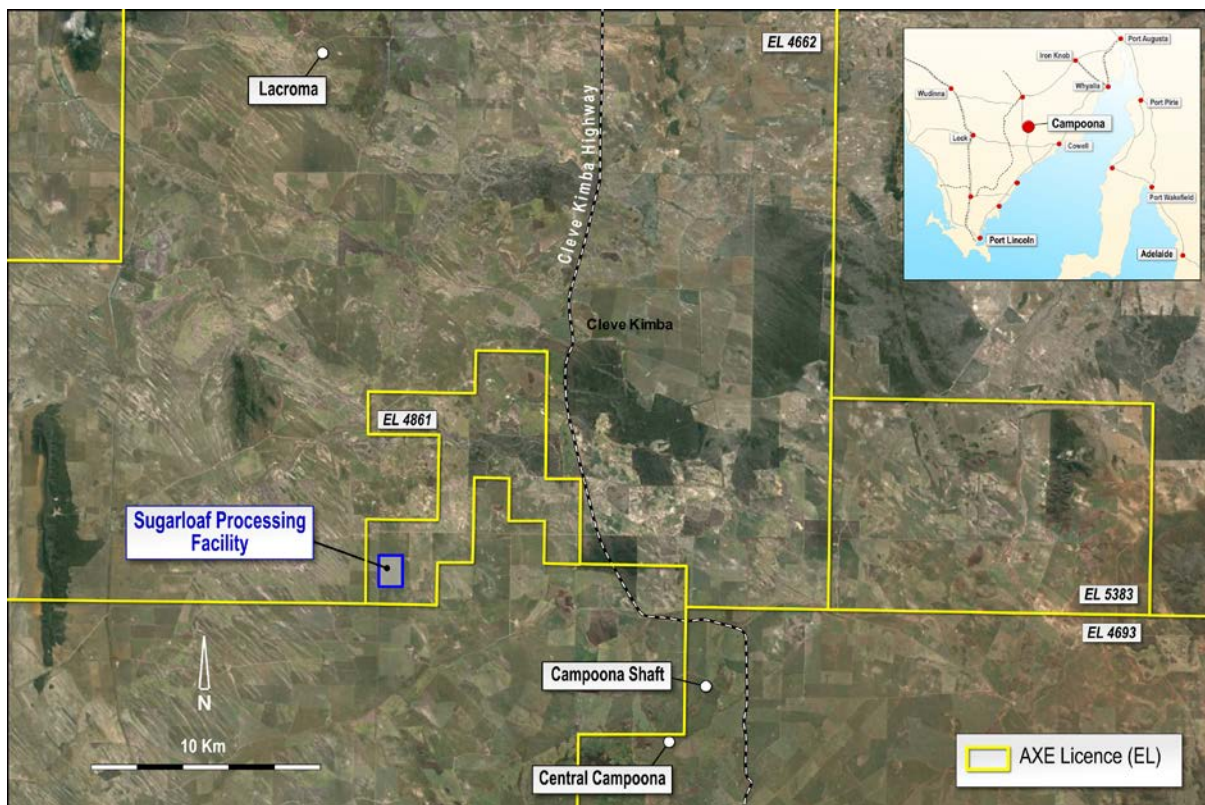 EL 4662
Lacroma
Cleve Kimba Highway
Port Augusta
Iron Knob
Whyalla
Wudinna
Port Pirie
Campoona
Lock
Cowell
Port Wakefield
Port Lincoln
Adelaide
Cleve Kimba
EL 4861
Sugarloaf Processing
Facility
EL 5383
EL 4693
Campoona Shaft
N
10 Km
Central Campoona
AXE Licence (EL)